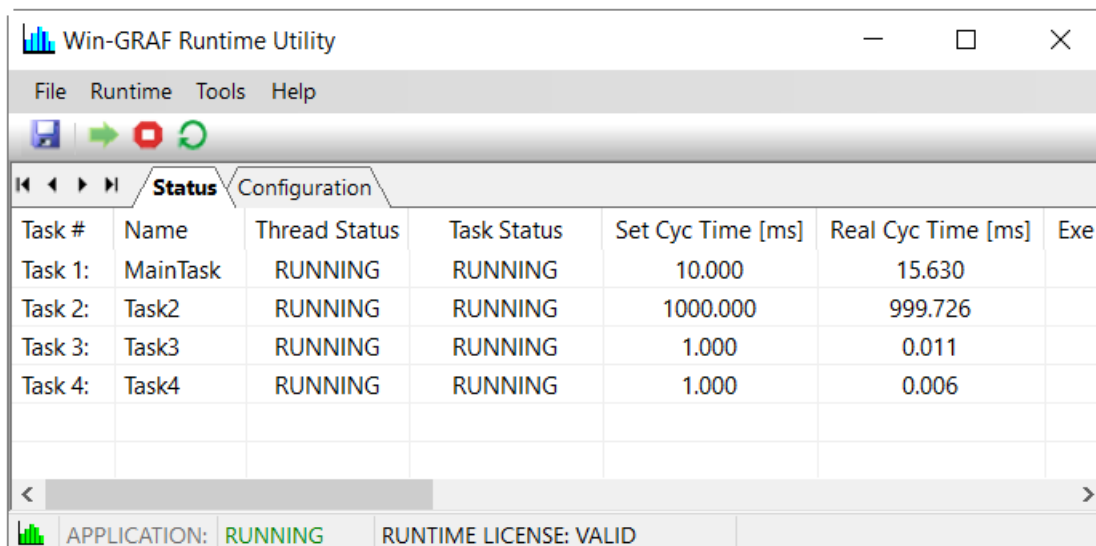 Win-GRAF Runtime Utility
File Runtime Tools Help
Status Configuration
Task # Name Thread Status Task Status Set Cyc Time [ms] Real Cyc Time [ms] Exe
Task 1: MainTask RUNNING RUNNING 10.000 15.630
Task 2: Task2 RUNNING RUNNING 1000.000 999.726
Task 3: Task3 RUNNING RUNNING 1.000 0.011
Task 4: Task4 RUNNING RUNNING 1.000 0.006
APPLICATION: RUNNING RUNTIME LICENSE: VALID